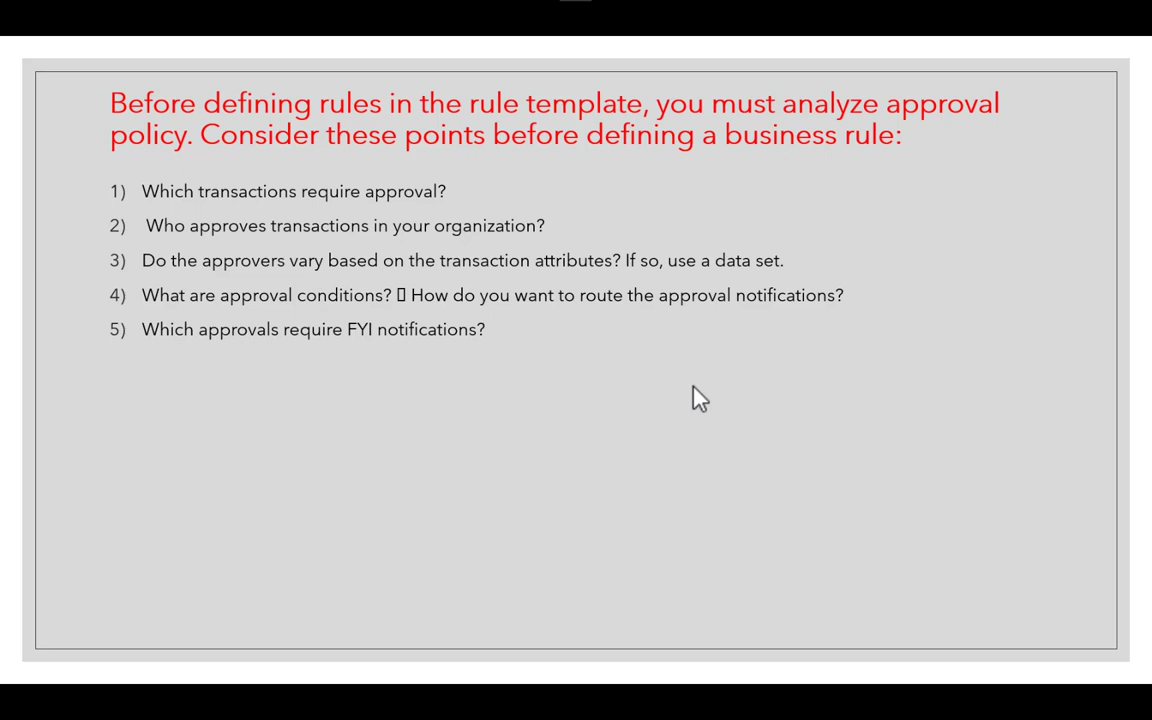 Before defining rules in the rule template, you must analyze approval
policy. Consider these points before defining a business rule:
1) Which transactions require approval?
2) Who approves transactions in your organization?
3) Do the approvers vary based on the transaction attributes? If so, use a data set.
4) What are approval conditions? ▯ How do you want to route the approval notifications?
5) Which approvals require FYI notifications?